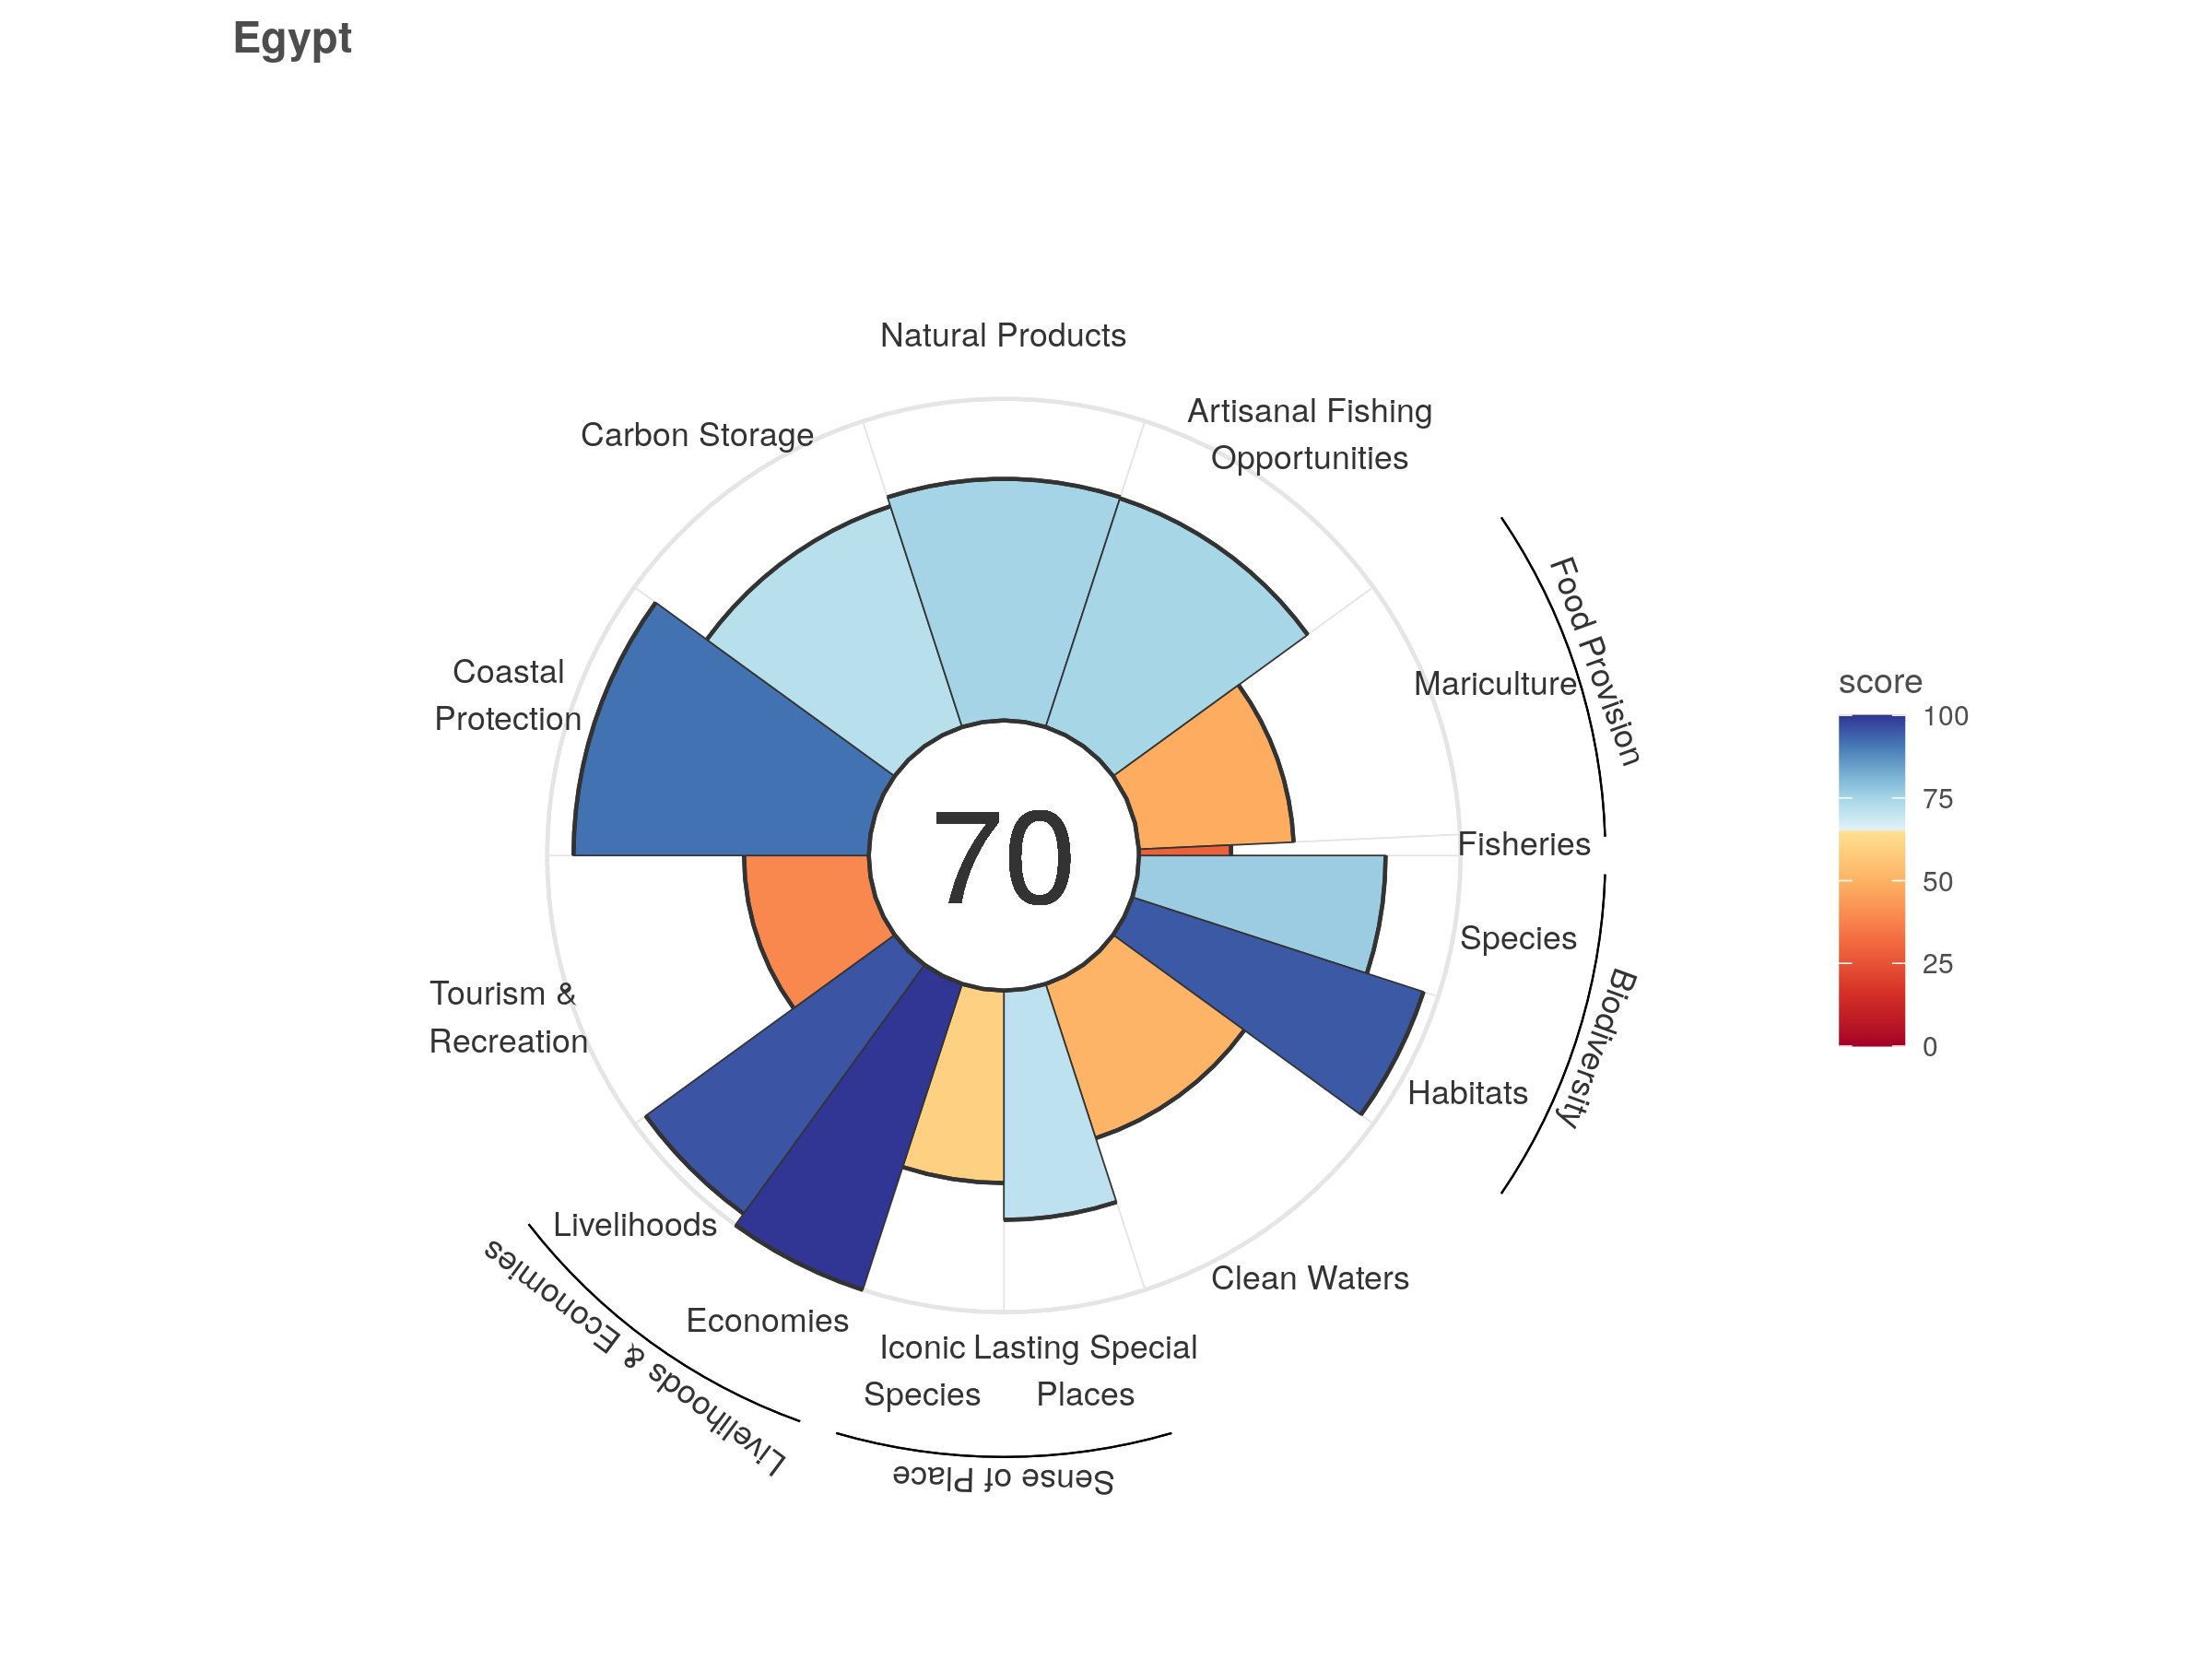 Egypt
Natural Products
Artisanal Fishing
Opportunities
Carbon Storage
Food Provision
Mariculture
Coastal
Protection
Fisheries
70
Species
Biodiversity
Habitats
Tourism &
Recreation
Livelihoods
Clean Waters
Economies
Livelihoods & Economies
Iconic
Species
Lasting Special
Places
Sense of Place
score
100
75
50
25
0